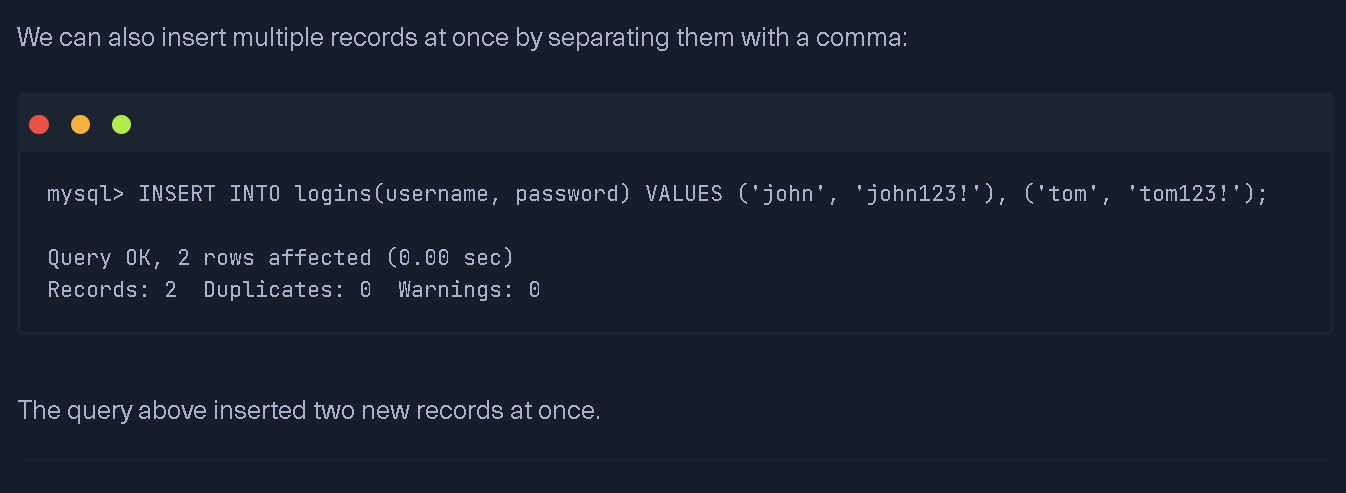 We can also insert multiple records at once by separating them with a comma:
mysql> INSERT INTO logins(username, password) VALUES ('john', 'john123!'), ('tom', 'tom123!');
Query OK, 2 rows affected (0.00 sec)
Records: 2  Duplicates: 0  Warnings: 0
The query above inserted two new records at once.